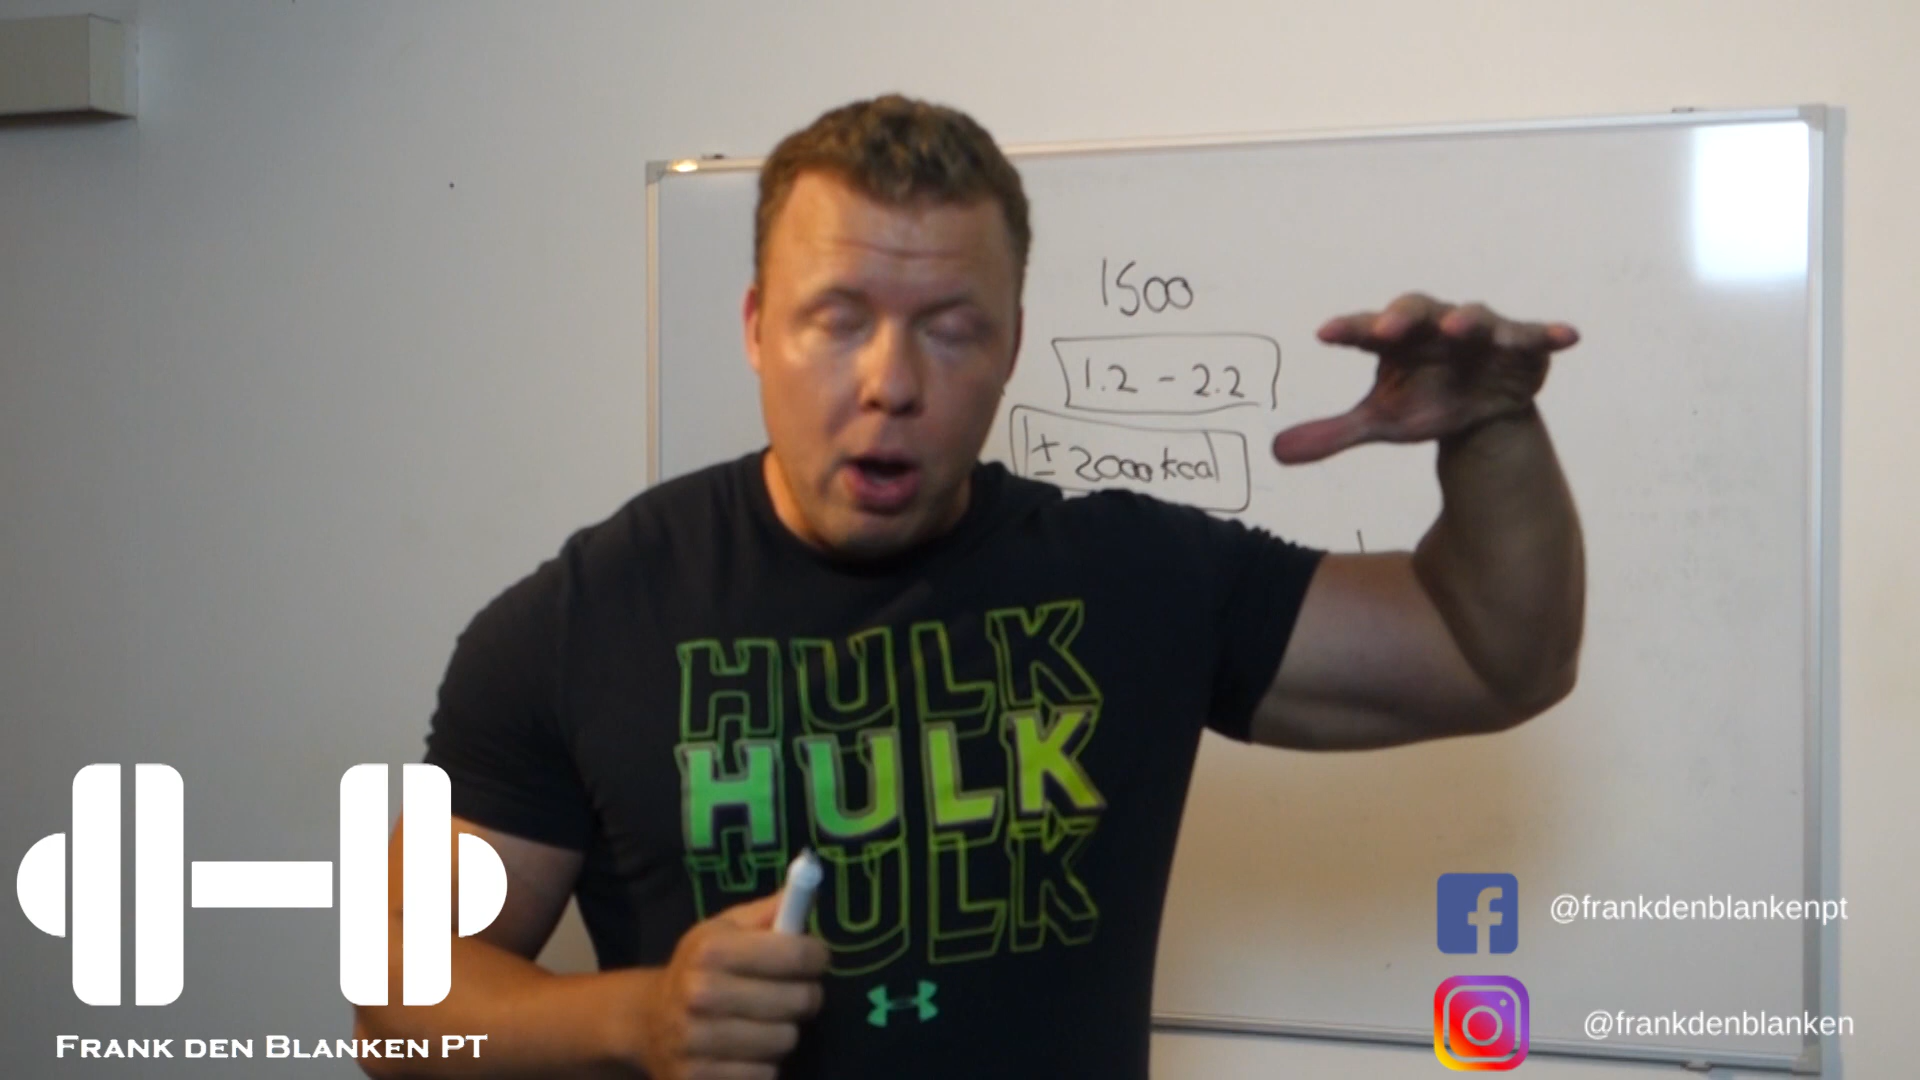 1500
1.2 - 2.2
± 2000 kcal
HULK
HULK
HULK
FRANK DEN BLANKEN PT
@frankdenblankenpt
@frankdenblanken